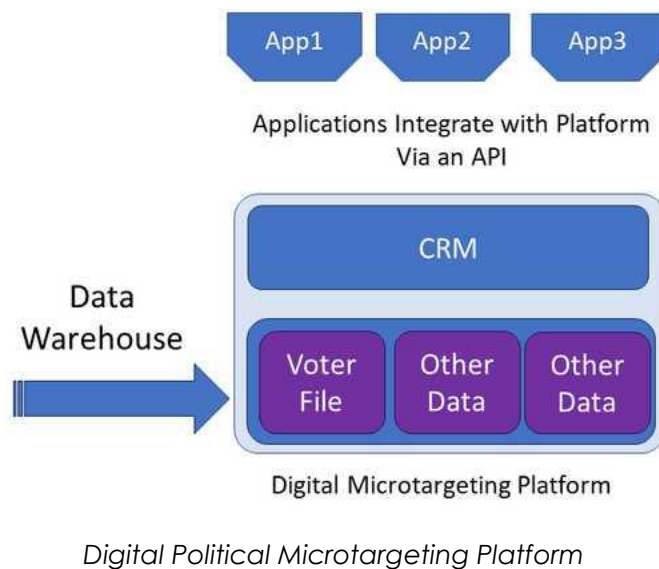 App1 App2 App3
Applications Integrate with Platform
Via an API
CRM
Data
Warehouse
Voter
File
Other
Data
Other
Data
Digital Microtargeting Platform
Digital Political Microtargeting Platform